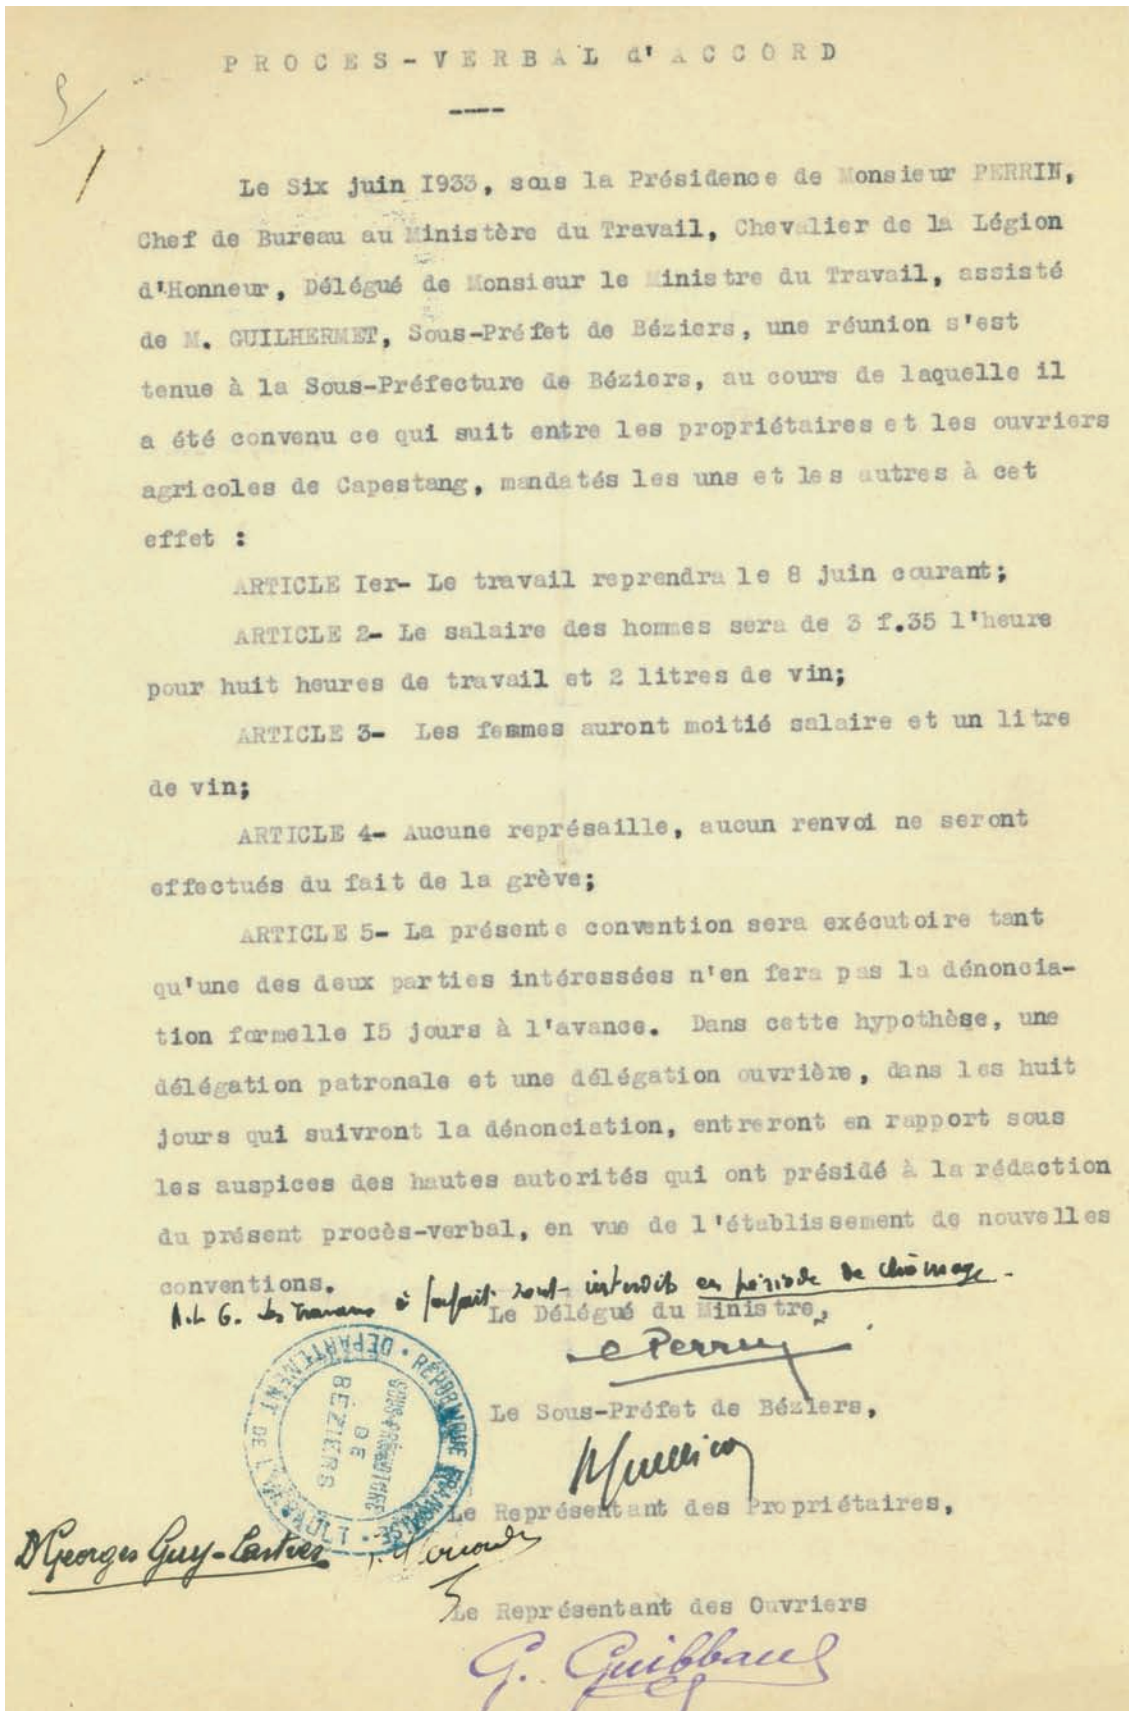 PROCES-VERBAL d'ACCORD
Le Six juin I933, sous la Présidence de Monsieur PERRIN,
Chef de Bureau au Ministère du Travail, Chevalier de la Légion
d'Honneur, Délégué de Monsieur le Ministre du Travail, assisté
de M. GUILHERMET, Sous-Préfet de Béziers, une réunion s'est
tenue à la Sous-Préfecture de Béziers, au cours de laquelle il
a été convenu ce qui suit entre les propriétaires et les ouvriers
agricoles de Capestang, mandatés les uns et les autres à cet
effet :
ARTICLE Ier- Le travail reprendra le 8 juin courant;
ARTICLE 2- Le salaire des hommes sera de 3 f.35 l'heure
pour huit heures de travail et 2 litres de vin;
ARTICLE 3- Les femmes auront moitié salaire et un litre
de vin;
ARTICLE 4- Aucune représaille, aucun renvoi ne seront
effectués du fait de la grève;
ARTICLE 5- La présente convention sera exécutoire tant
qu'une des deux parties intéressées n'en fera pas la dénoncia-
tion formelle I5 jours à l'avance. Dans cette hypothèse, une
délégation patronale et une délégation ouvrière, dans les huit
jours qui suivront la dénonciation, entreront en rapport sous
les auspices des hautes autorités qui ont présidé à la rédaction
du présent procès-verbal, en vue de l'établissement de nouvelles
conventions.
les travaux à forfait sont interdits en période de chômage.
Le Délégué du Ministre,
Perrin
RÉPUBLIQUE FRANÇAISE
DÉPARTEMENT DE L'HERAULT
SOUS-PRÉFECTURE
DE
BÉZIERS
Le Sous-Préfet de Béziers,
Le Représentant des Propriétaires,
Dr Georges Guy-Castres
Le Représentant des Ouvriers
G. Guibbaud